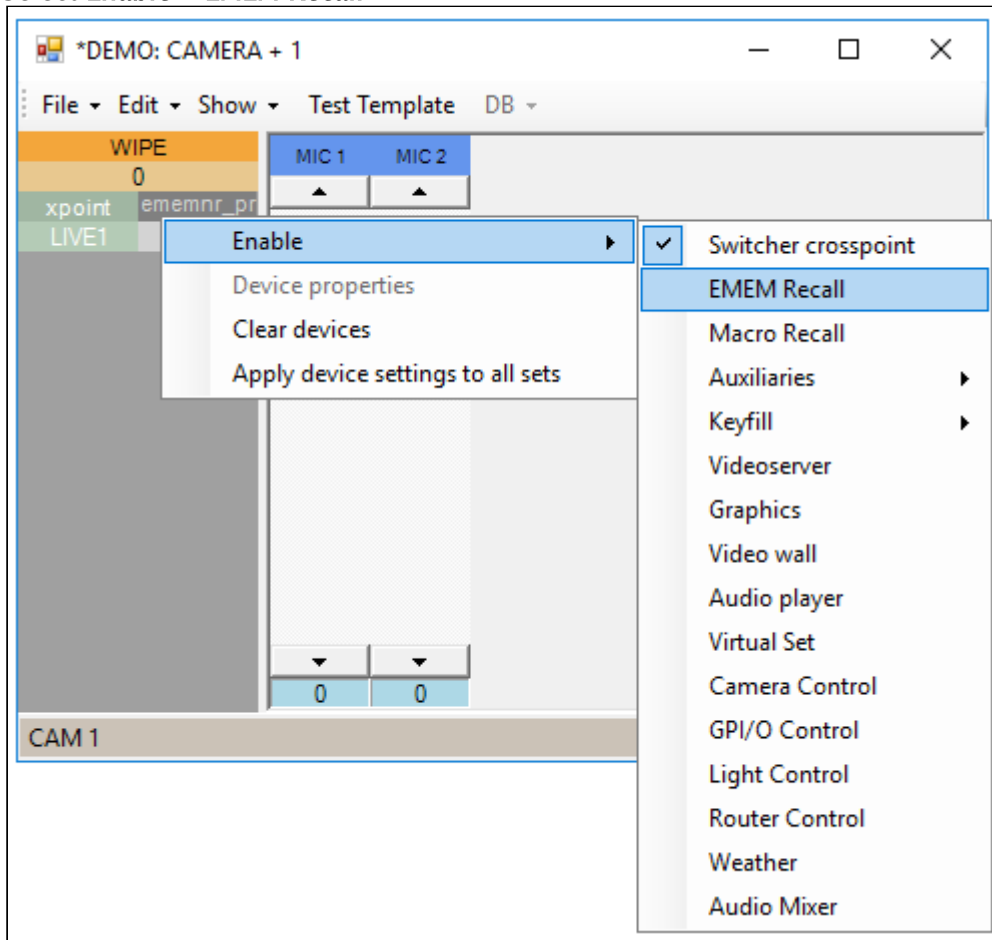 *DEMO: CAMERA + 1
File Edit Show Test Template DB
WIPE
0
xpoint ememnr_pr
LIVE1
MIC 1 MIC 2
Enable
Device properties
Clear devices
Apply device settings to all sets
Switcher crosspoint
EMEM Recall
Macro Recall
Auxiliaries
Keyfill
Videoserver
Graphics
Video wall
Audio player
Virtual Set
Camera Control
GPI/O Control
Light Control
Router Control
Weather
Audio Mixer
0 0
CAM 1